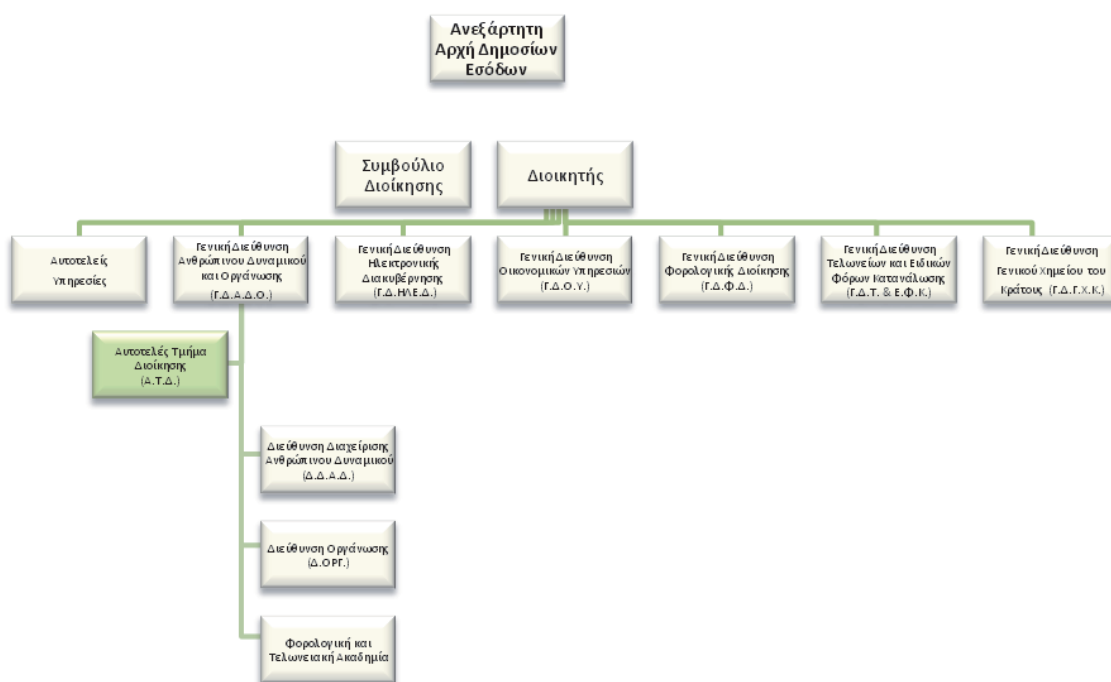 Ανεξάρτητη
Αρχή Δημοσίων
Εσόδων
Συμβούλιο
Διοίκησης
Διοικητής
Αυτοτελείς
Υπηρεσίες
Γενική Διεύθυνση
Ανθρώπινου Δυναμικού
και Οργάνωσης
(Γ.Δ.Α.Δ.Ο.)
Γενική Διεύθυνση
Ηλεκτρονικής
Διακυβέρνησης
(Γ.Δ.ΗΛΕ.Δ.)
Γενική Διεύθυνση
Οικονομικών Υπηρεσιών
(Γ.Δ.Ο.Υ.)
Γενική Διεύθυνση
Φορολογικής Διοίκησης
(Γ.Δ.Φ.Δ.)
Γενική Διεύθυνση
Τελωνείων και Ειδικών
Φόρων Κατανάλωσης
(Γ.Δ.Τ. & Ε.Φ.Κ.)
Γενική Διεύθυνση
Γενικού Χημείου του
Κράτους (Γ.Δ.Γ.Χ.Κ.)
Αυτοτελές Τμήμα
Διοίκησης
(Α.Τ.Δ.)
Διεύθυνση Διαχείρισης
Ανθρώπινου Δυναμικού
(Δ.Δ.Α.Δ.)
Διεύθυνση Οργάνωσης
(Δ.ΟΡΓ.)
Φορολογική και
Τελωνειακή Ακαδημία